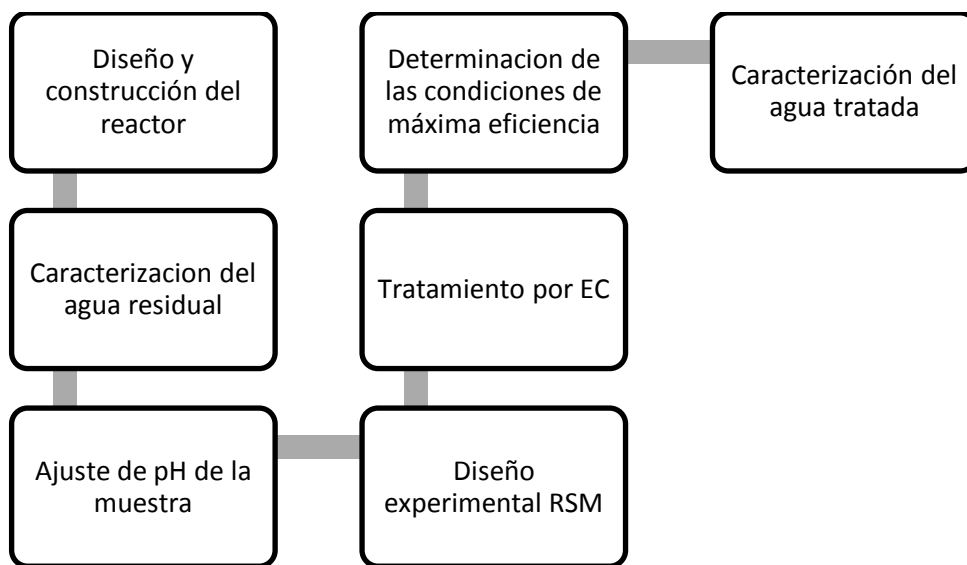 Diseño y
construcción del
reactor
Caracterizacion del
agua residual
Ajuste de pH de la
muestra
Diseño
experimental RSM
Tratamiento por EC
Determinacion de
las condiciones de
máxima eficiencia
Caracterización del
agua tratada